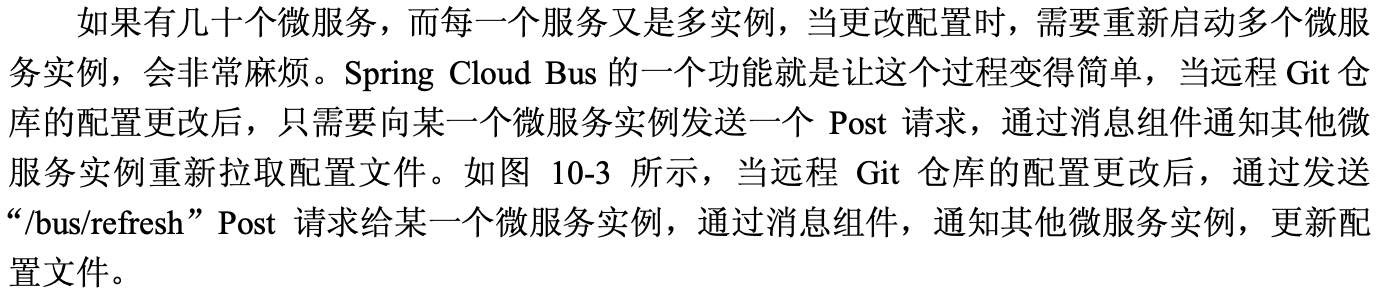 如果有几十个微服务，而每一个服务又是多实例，当更改配置时，需要重新启动多个微服
务实例，会非常麻烦。Spring Cloud Bus 的一个功能就是让这个过程变得简单，当远程 Git 仓
库的配置更改后，只需要向某一个微服务实例发送一个 Post 请求，通过消息组件通知其他微
服务实例重新拉取配置文件。如图 10-3 所示，当远程 Git 仓库的配置更改后，通过发送
“/bus/refresh” Post 请求给某一个微服务实例，通过消息组件，通知其他微服务实例，更新配
置文件。